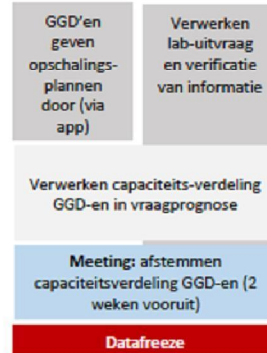 GGD'en
geven
opschalings-
plannen
door (via
app)
Verwerken
lab-uitvraag
en verificatie
van informatie
Verwerken capaciteits-verdeling
GGD-en in vraagprognose
Meeting: afstemmen
capaciteitsverdeling GGD-en (2
weken vooruit)
Datafreeze